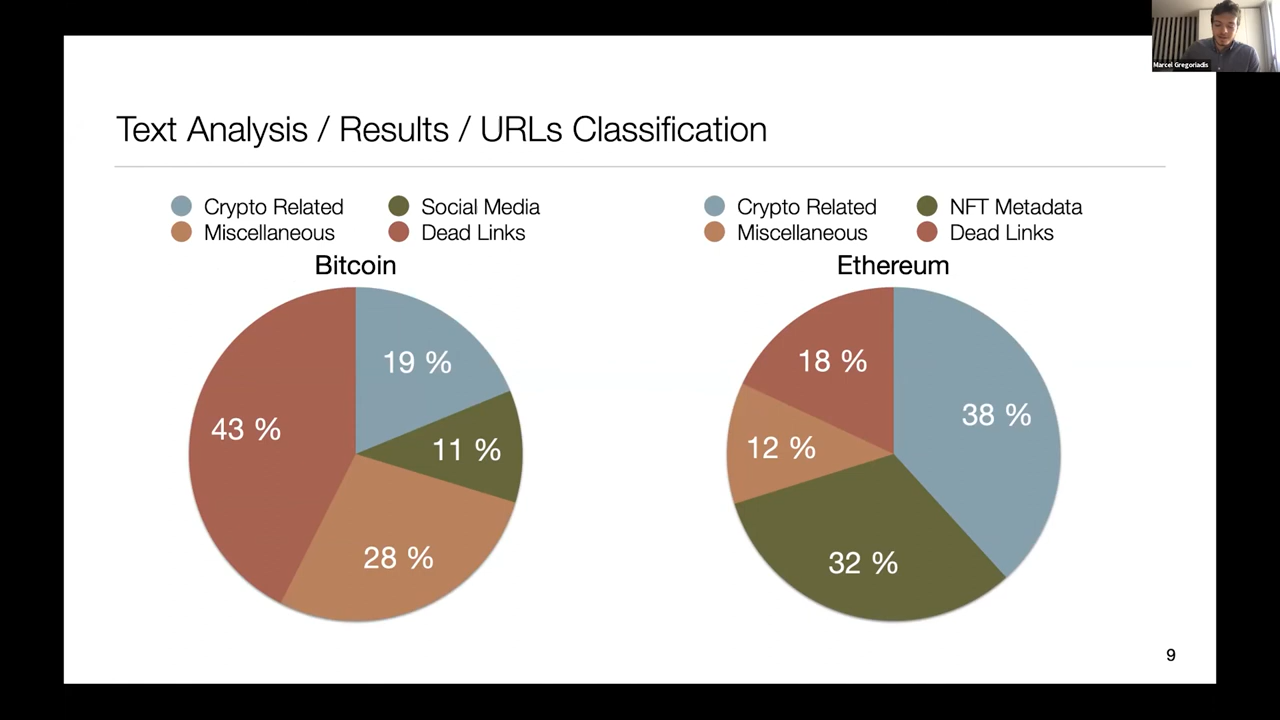 Marcel Gregoriadis
Text Analysis / Results / URLs Classification
Crypto Related
Social Media
Miscellaneous
Dead Links
Bitcoin
19 %
11 %
28 %
43 %
Crypto Related
NFT Metadata
Miscellaneous
Dead Links
Ethereum
38 %
32 %
12 %
18 %
9